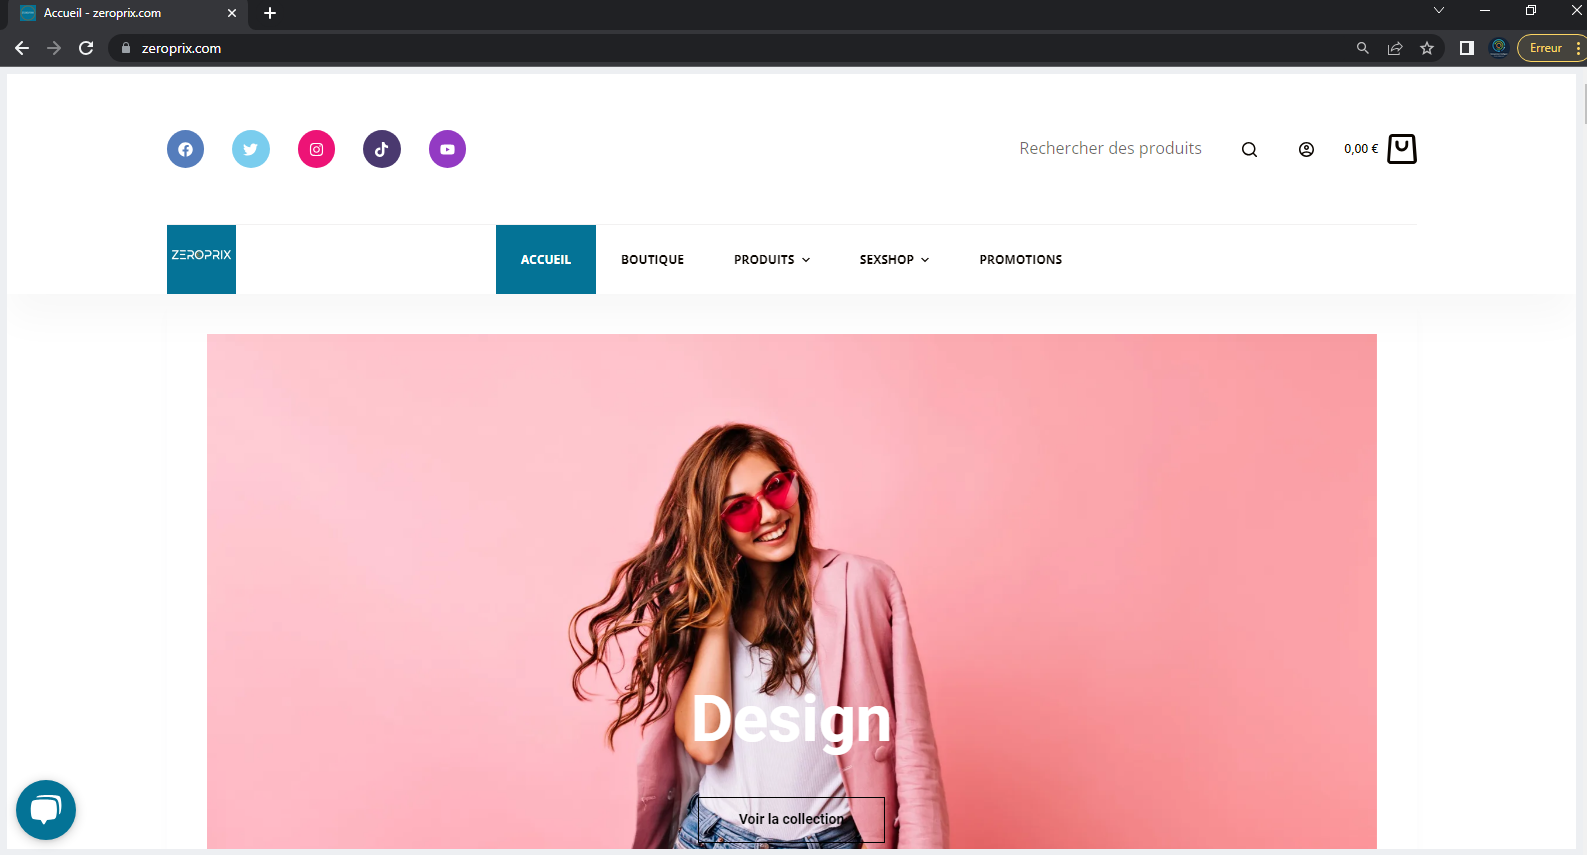 Accueil - zeroprix.com
zeroprix.com
Erreur
Rechercher des produits
0,00 €
ZEROPRIX
ACCUEIL
BOUTIQUE
PRODUITS
SEXSHOP
PROMOTIONS
Design
Voir la collection